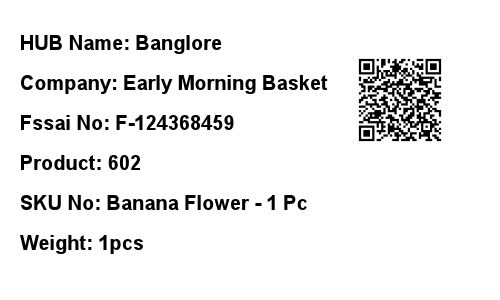 HUB Name: Banglore
Company: Early Morning Basket
Fssai No: F-124368459
Product: 602
SKU No: Banana Flower - 1 Pc
Weight: 1pcs